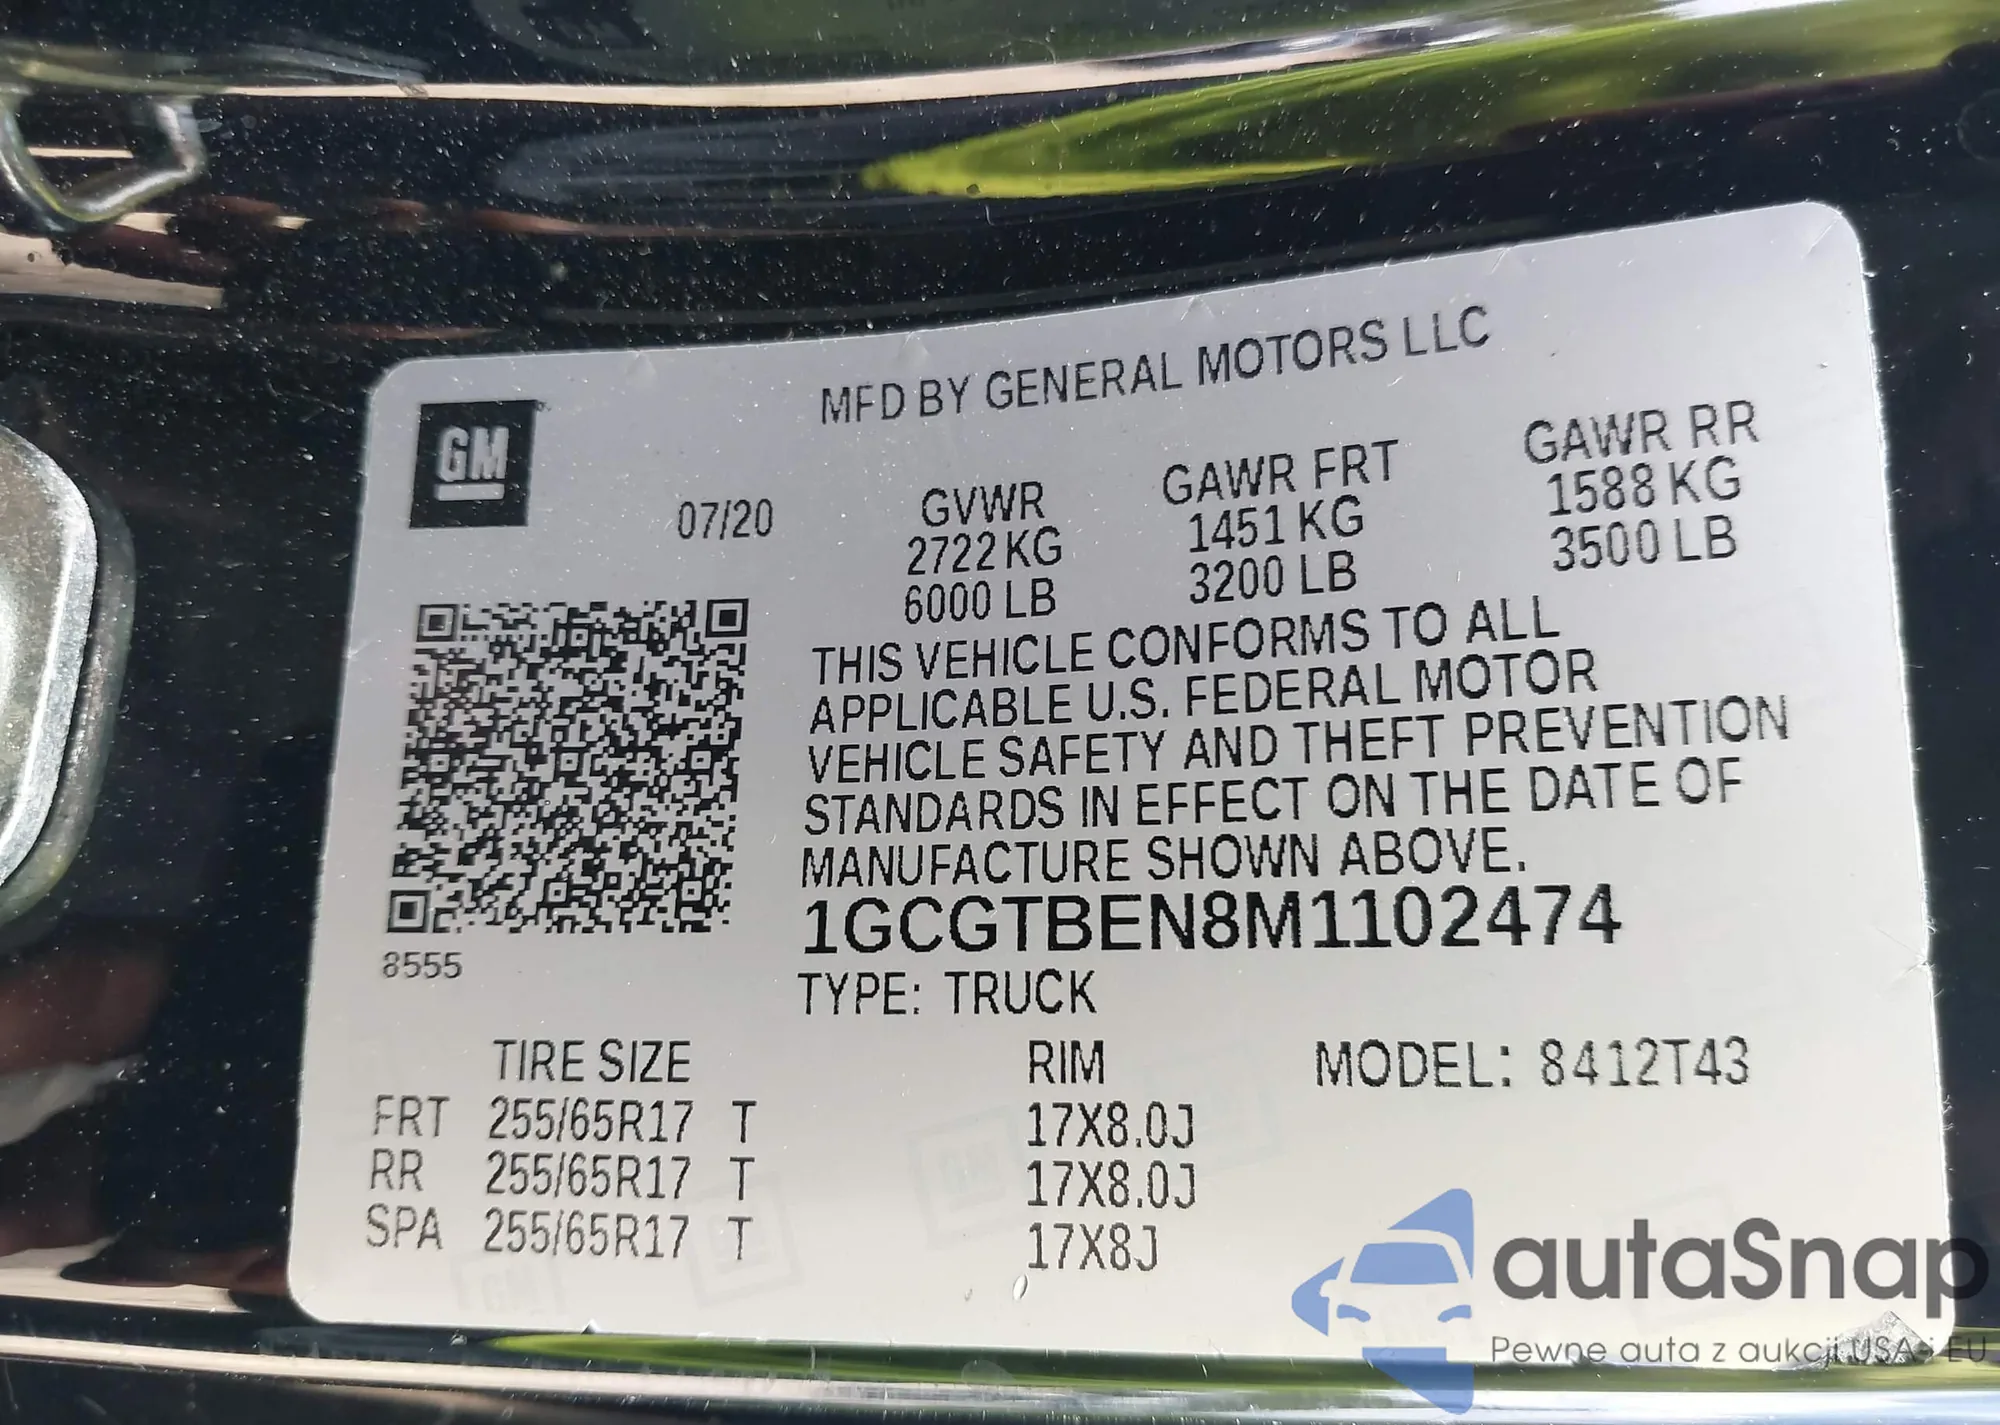 MFD BY GENERAL MOTORS LLC
GM
07/20
GVWR GAWR FRT GAWR RR
2722 KG 1451 KG 1588 KG
6000 LB 3200 LB 3500 LB
THIS VEHICLE CONFORMS TO ALL
APPLICABLE U.S. FEDERAL MOTOR
VEHICLE SAFETY AND THEFT PREVENTION
STANDARDS IN EFFECT ON THE DATE OF
MANUFACTURE SHOWN ABOVE.
1GCGTBEN8M1102474
8555
TYPE: TRUCK
TIRE SIZE RIM MODEL: 8412T43
FRT 255/65R17 T 17X8.0J
RR 255/65R17 T 17X8.0J
SPA 255/65R17 T 17X8J
autaSnap
Pewne auta z aukcji USA i EU